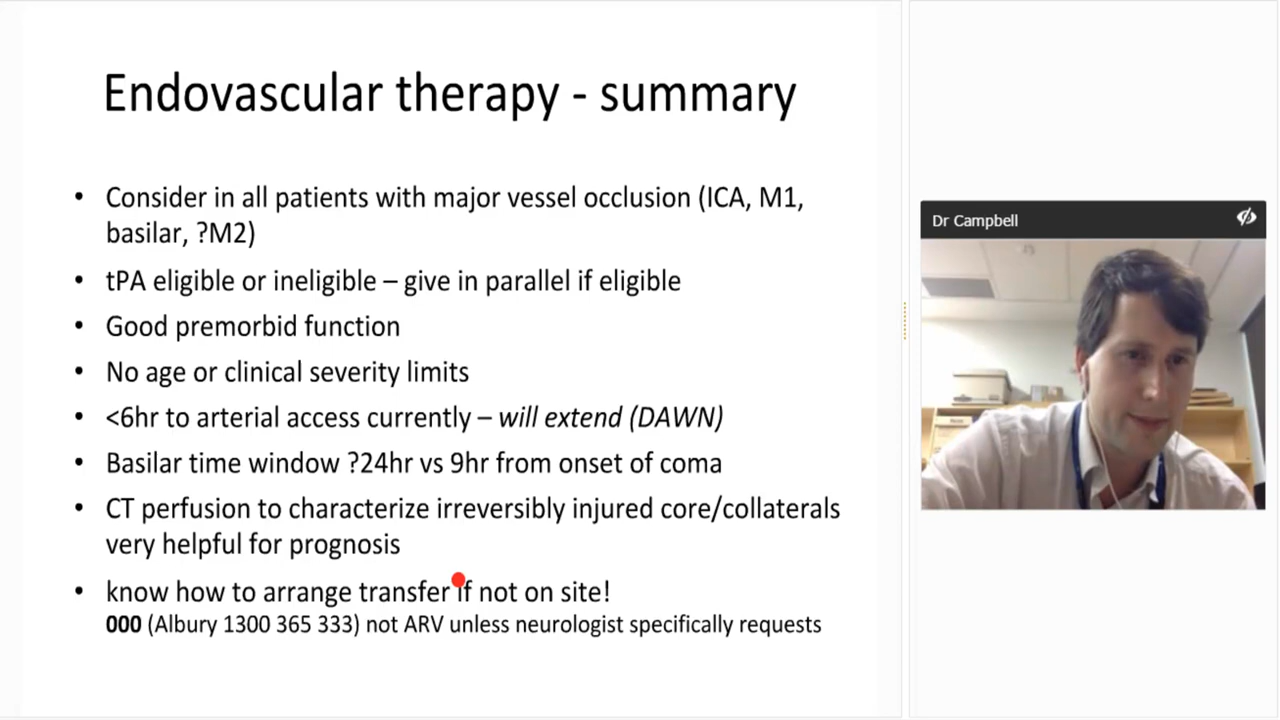 Endovascular therapy - summary
• Consider in all patients with major vessel occlusion (ICA, M1,
basilar, ?M2)
• tPA eligible or ineligible – give in parallel if eligible
• Good premorbid function
• No age or clinical severity limits
• <6hr to arterial access currently – will extend (DAWN)
• Basilar time window ?24hr vs 9hr from onset of coma
• CT perfusion to characterize irreversibly injured core/collaterals
very helpful for prognosis
• know how to arrange transfer if not on site!
000 (Albury 1300 365 333) not ARV unless neurologist specifically requests
Dr Campbell